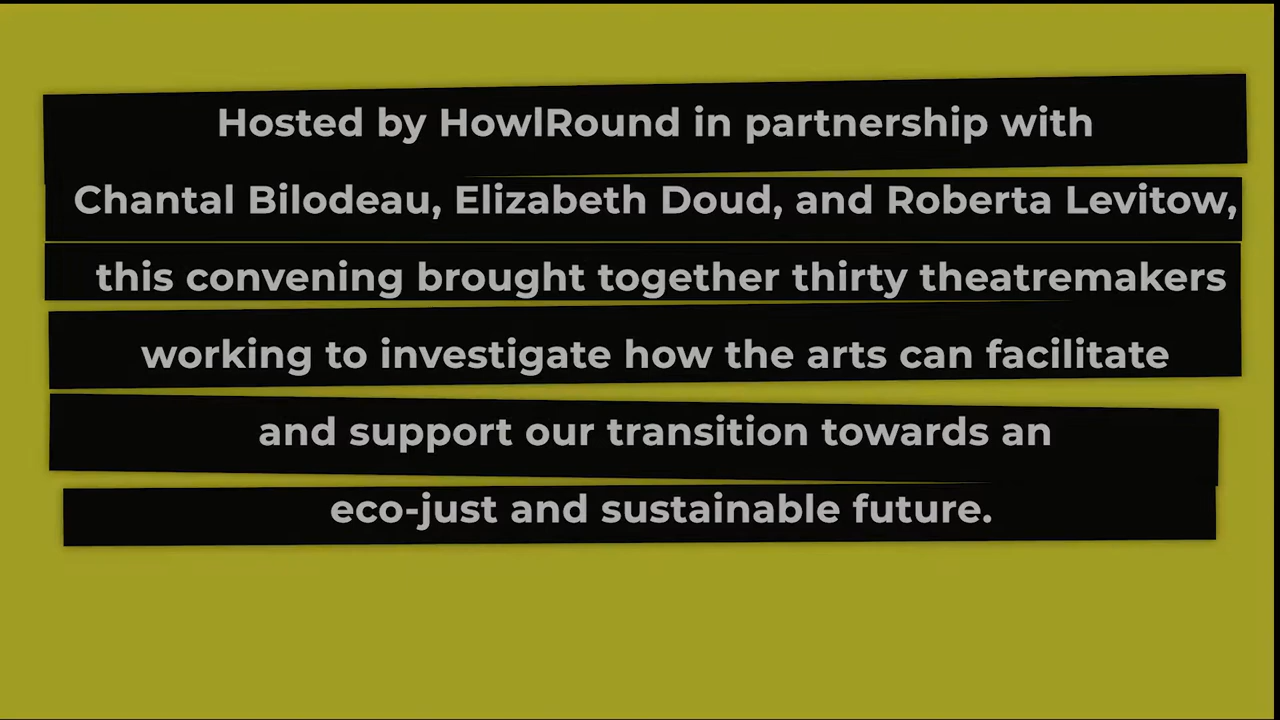 Hosted by HowlRound in partnership with
Chantal Bilodeau, Elizabeth Doud, and Roberta Levitow,
this convening brought together thirty theatremakers
working to investigate how the arts can facilitate
and support our transition towards an
eco-just and sustainable future.